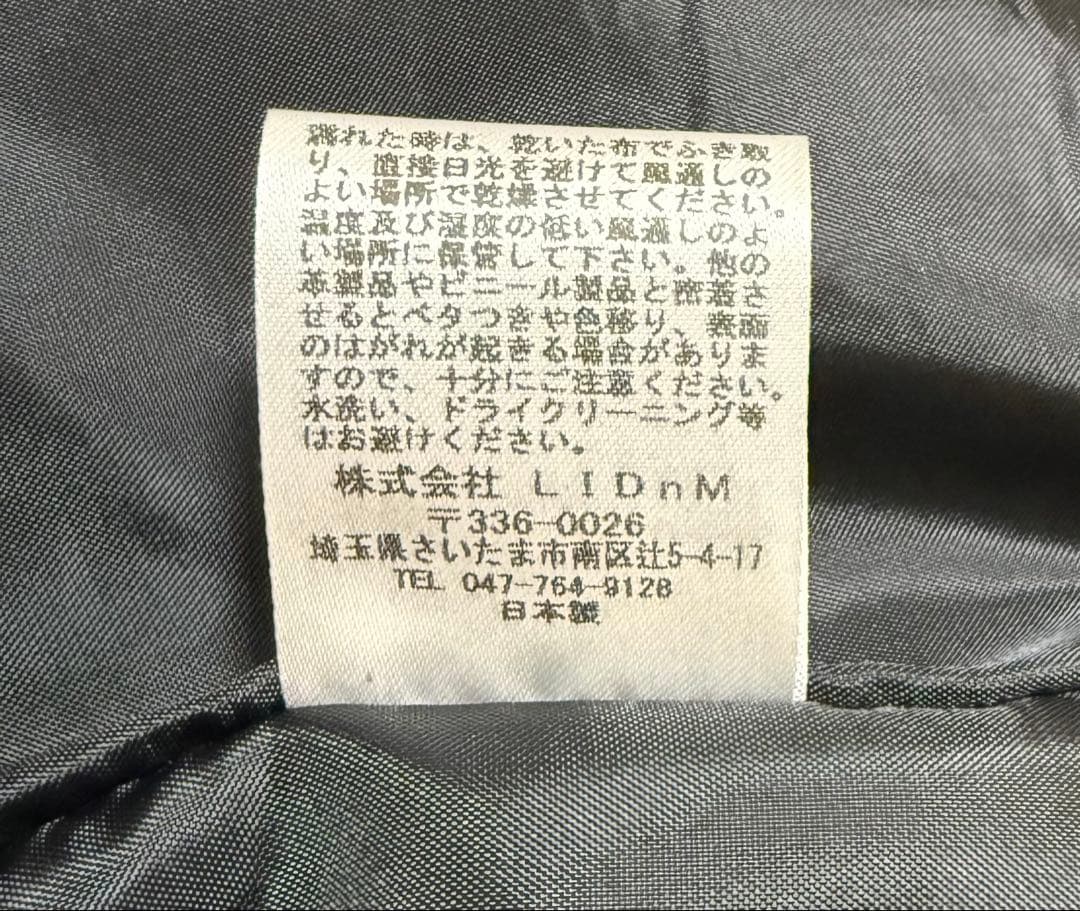 濡れた時は、乾いた布でふき取
り、直接日光を避けて風通しの
よい場所で乾燥させてください。
温度及び湿度の低い風通しのよ
い場所に保管して下さい。他の
革製品やビニール製品と密着さ
せるとベタつきや色移り、表面
のはがれが起きる場合がありま
すので、十分にご注意ください。
水洗い、ドライクリーニング等
はお避けください。
株式会社 LIDnM
〒336-0026
埼玉県さいたま市南区辻5-4-17
TEL 047-764-9128
日本製